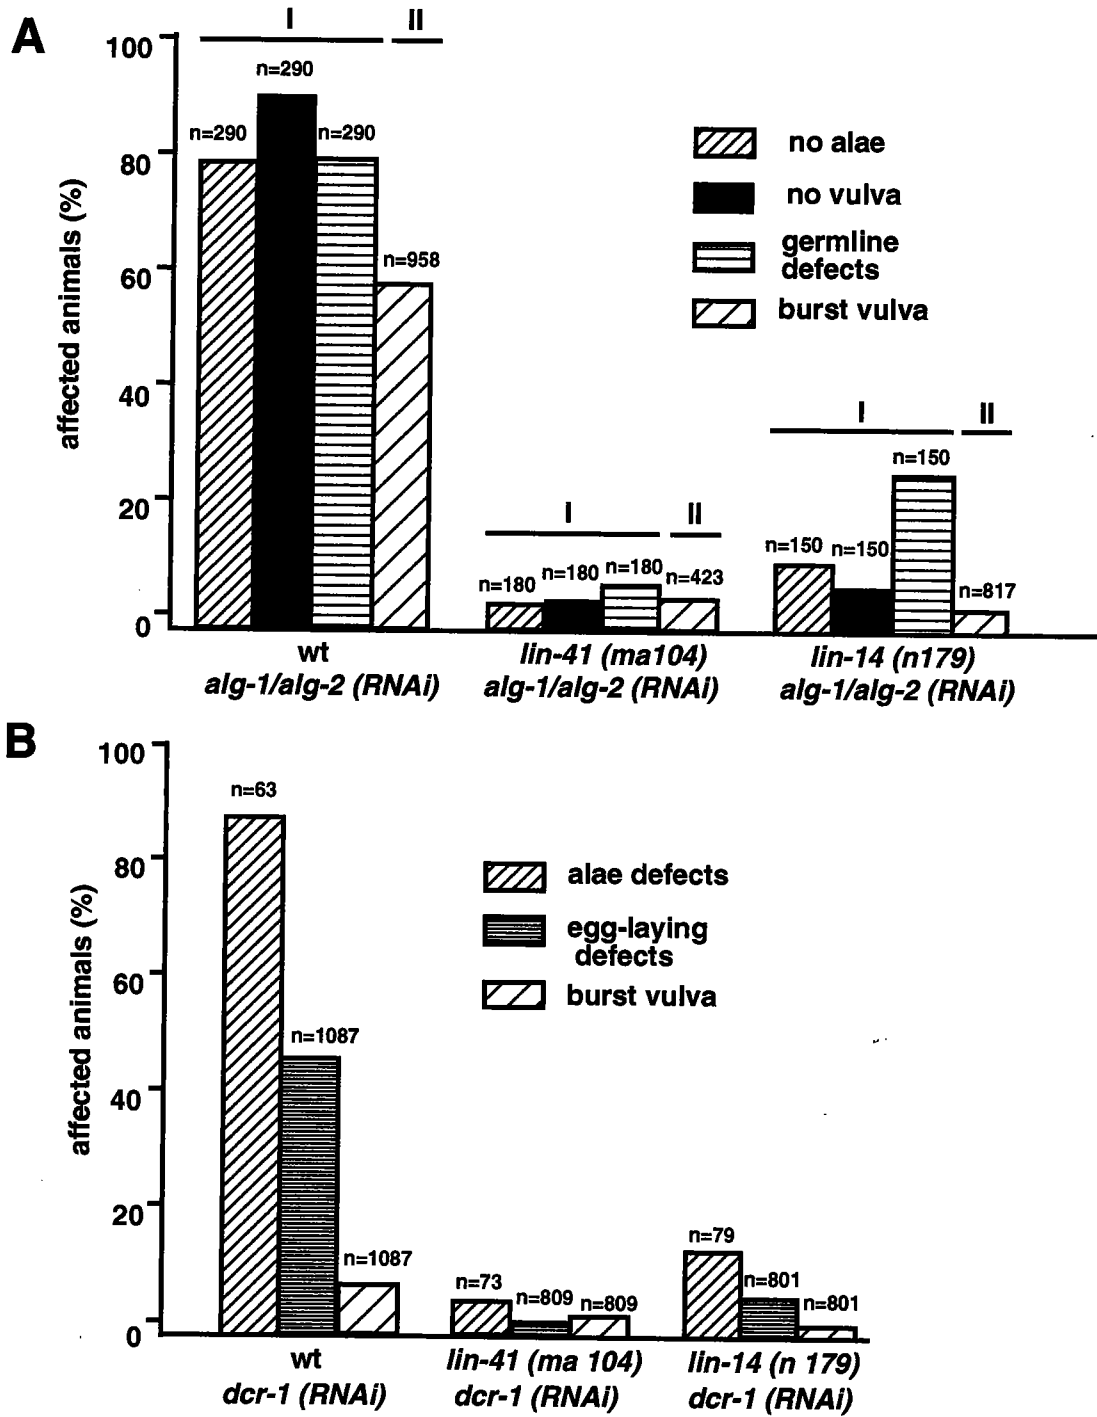 A
I II
100
n=290
n=290 n=290
80
n=958
60
40
20
0
affected animals (%)
no alae
no vulva
germline
defects
burst vulva
I II
n=180 n=180 n=180 n=423
I II
n=150
n=150 n=150
n=817
wt
alg-1/alg-2 (RNAi)
lin-41 (ma104)
alg-1/alg-2 (RNAi)
lin-14 (n179)
alg-1/alg-2 (RNAi)
B
100
n=63
80
60
n=1087
40
20
n=1087
0
affected animals (%)
alae defects
egg-laying
defects
burst vulva
n=73
n=809 n=809
n=79
n=801
n=801
wt
dcr-1 (RNAi)
lin-41 (ma 104)
dcr-1 (RNAi)
lin-14 (n 179)
dcr-1 (RNAi)